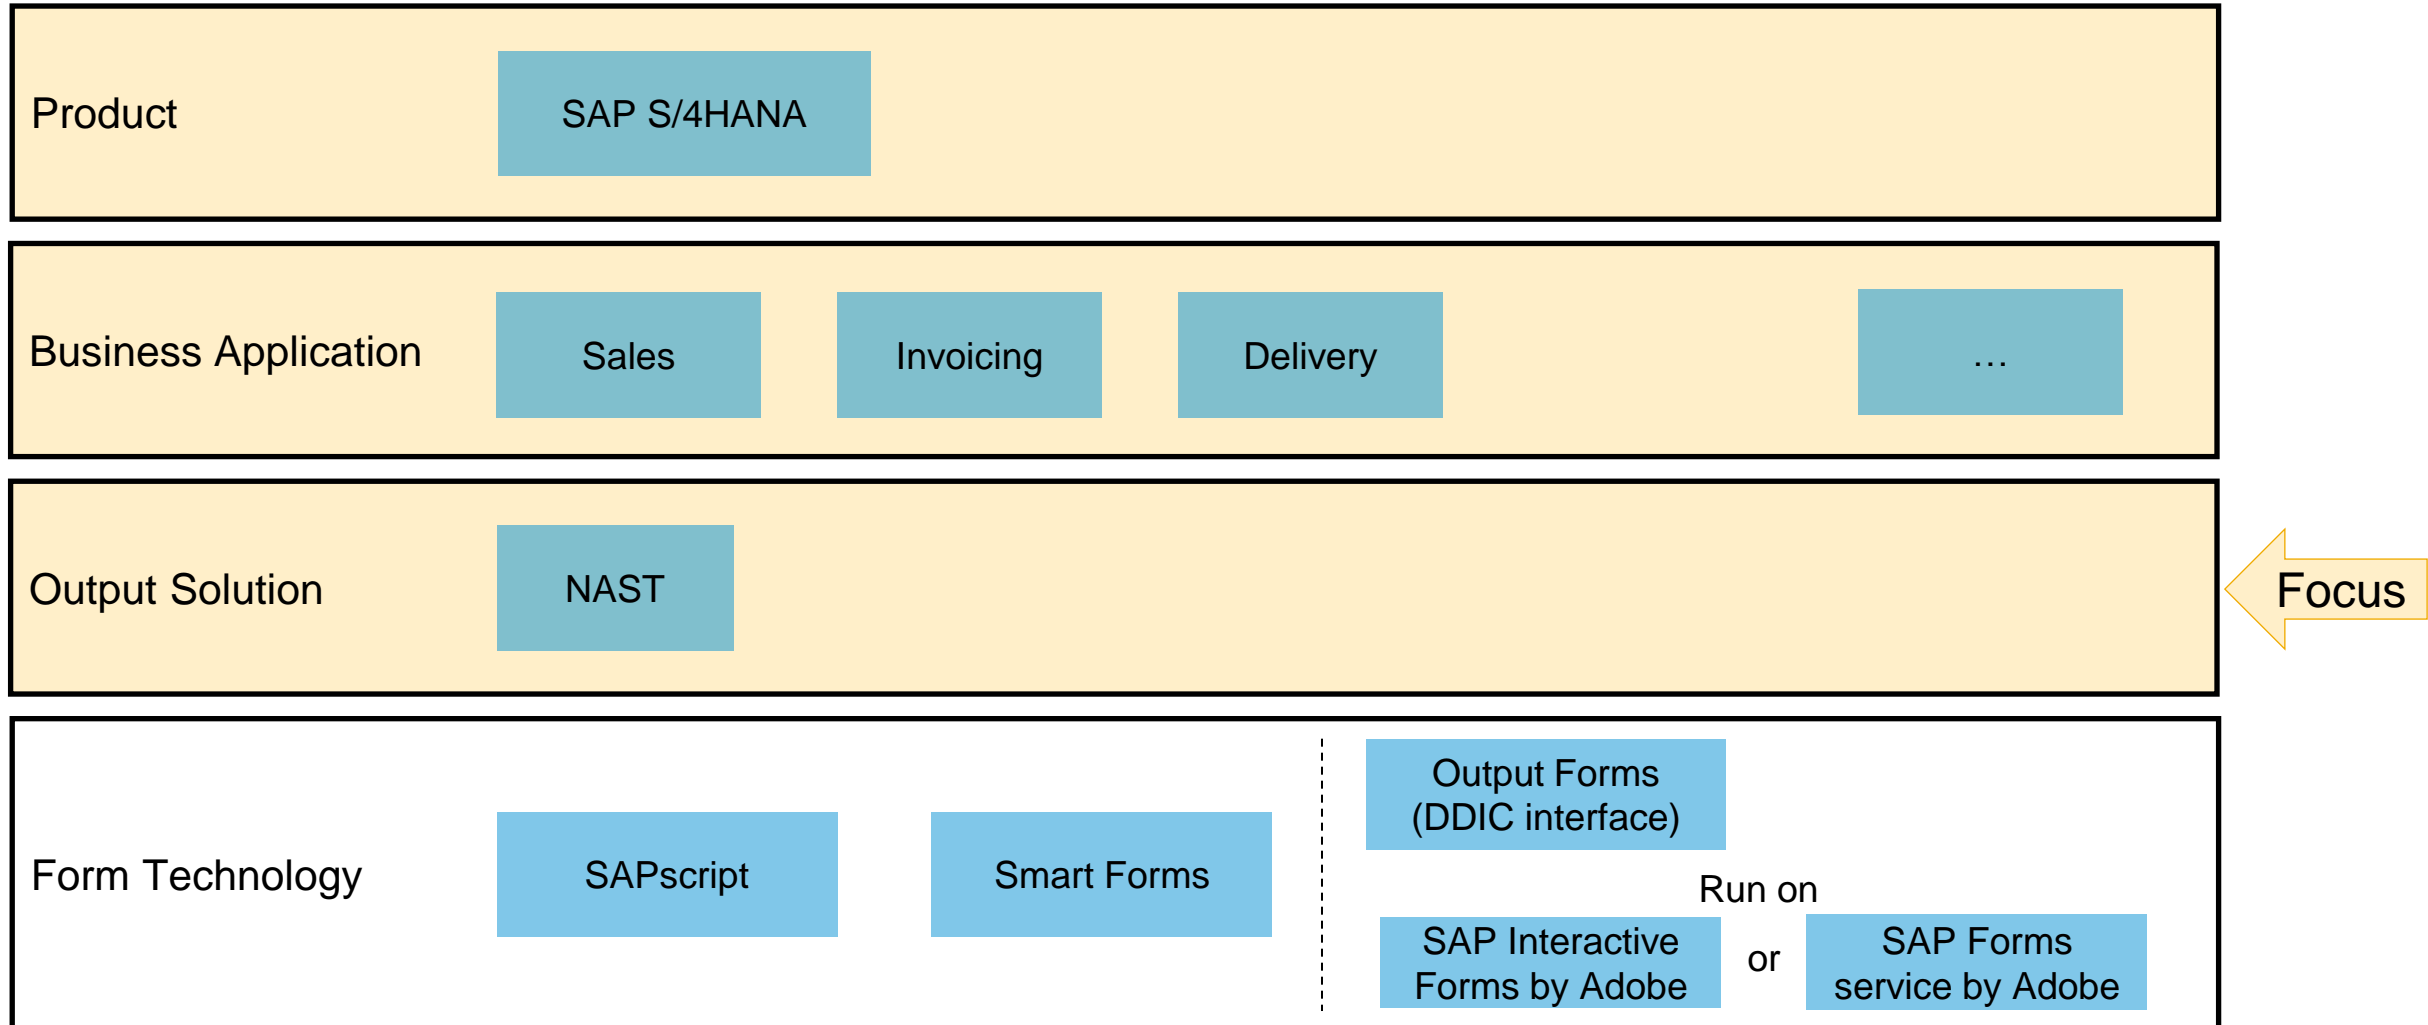 Product
SAP S/4HANA
Business Application
Sales
Invoicing
Delivery
…
Output Solution
NAST
Focus
Form Technology
SAPscript
Smart Forms
Output Forms
(DDIC interface)
Run on
SAP Interactive
Forms by Adobe
or
SAP Forms
service by Adobe